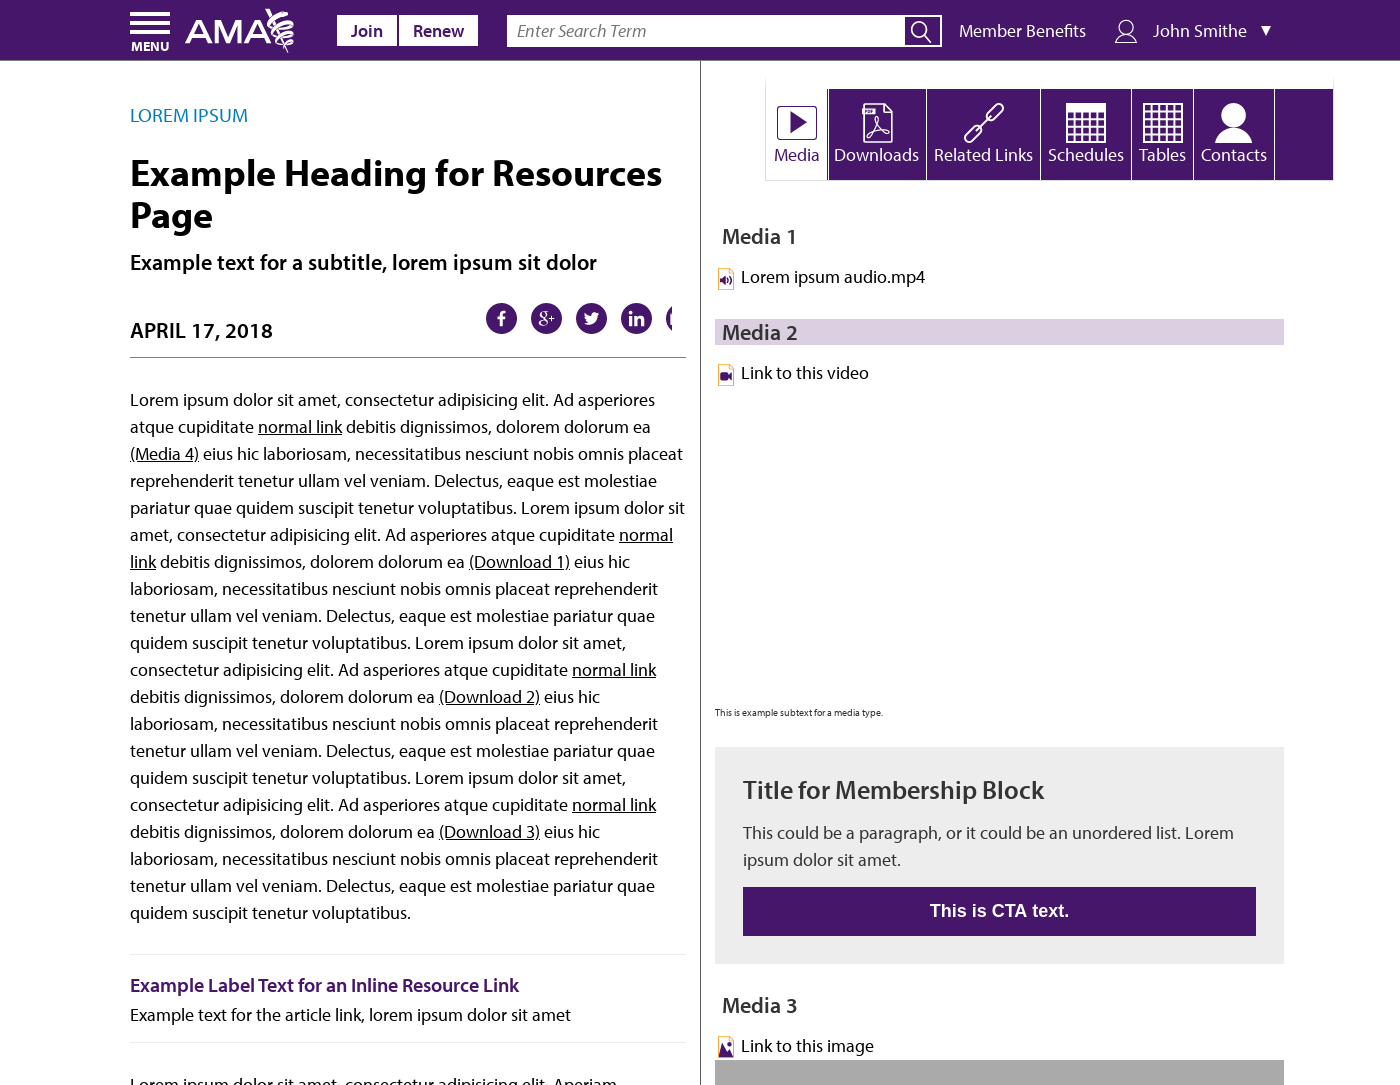 MENU
AMA
Join
Renew
Enter Search Term
Member Benefits
John Smithe ▼
LOREM IPSUM
Example Heading for Resources
Page
Example text for a subtitle, lorem ipsum sit dolor
APRIL 17, 2018
Lorem ipsum dolor sit amet, consectetur adipisicing elit. Ad asperiores
atque cupiditate normal link debitis dignissimos, dolorem dolorum ea
(Media 4) eius hic laboriosam, necessitatibus nesciunt nobis omnis placeat
reprehenderit tenetur ullam vel veniam. Delectus, eaque est molestiae
pariatur quae quidem suscipit tenetur voluptatibus. Lorem ipsum dolor sit
amet, consectetur adipisicing elit. Ad asperiores atque cupiditate normal
link debitis dignissimos, dolorem dolorum ea (Download 1) eius hic
laboriosam, necessitatibus nesciunt nobis omnis placeat reprehenderit
tenetur ullam vel veniam. Delectus, eaque est molestiae pariatur quae
quidem suscipit tenetur voluptatibus. Lorem ipsum dolor sit amet,
consectetur adipisicing elit. Ad asperiores atque cupiditate normal link
debitis dignissimos, dolorem dolorum ea (Download 2) eius hic
laboriosam, necessitatibus nesciunt nobis omnis placeat reprehenderit
tenetur ullam vel veniam. Delectus, eaque est molestiae pariatur quae
quidem suscipit tenetur voluptatibus. Lorem ipsum dolor sit amet,
consectetur adipisicing elit. Ad asperiores atque cupiditate normal link
debitis dignissimos, dolorem dolorum ea (Download 3) eius hic
laboriosam, necessitatibus nesciunt nobis omnis placeat reprehenderit
tenetur ullam vel veniam. Delectus, eaque est molestiae pariatur quae
quidem suscipit tenetur voluptatibus.
Example Label Text for an Inline Resource Link
Example text for the article link, lorem ipsum dolor sit amet
Lorem ipsum dolor sit amet, consectetur adipisicing elit. Aperiam
Media
PDF
Downloads
Related Links
Schedules
Tables
Contacts
Media 1
Lorem ipsum audio.mp4
Media 2
Link to this video
This is example subtext for a media type.
Title for Membership Block
This could be a paragraph, or it could be an unordered list. Lorem
ipsum dolor sit amet.
This is CTA text.
Media 3
Link to this image